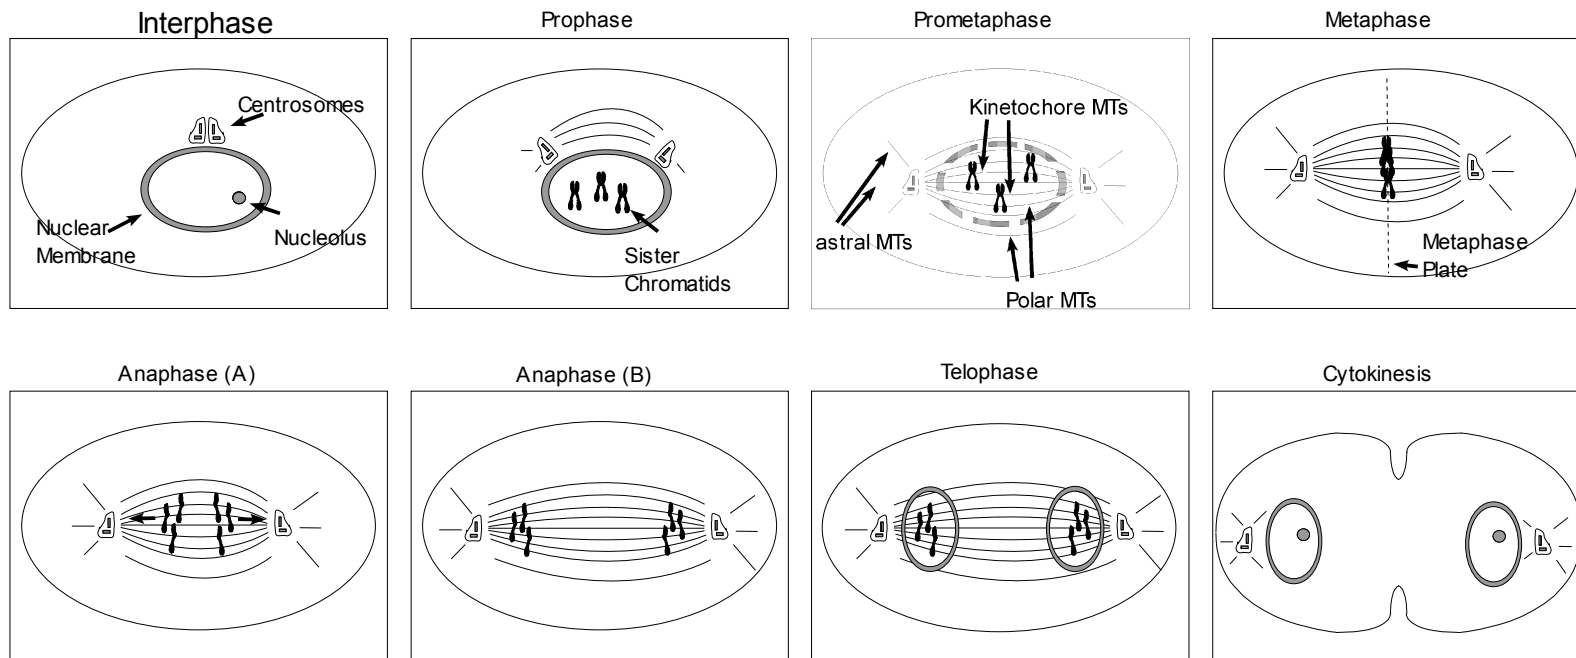 Interphase
Prophase
Prometaphase
Metaphase
Centrosomes
Nuclear
Membrane
Nucleolus
Sister
Chromatids
Kinetochore MTs
astral MTs
Polar MTs
Metaphase
Plate
Anaphase (A)
Anaphase (B)
Telophase
Cytokinesis